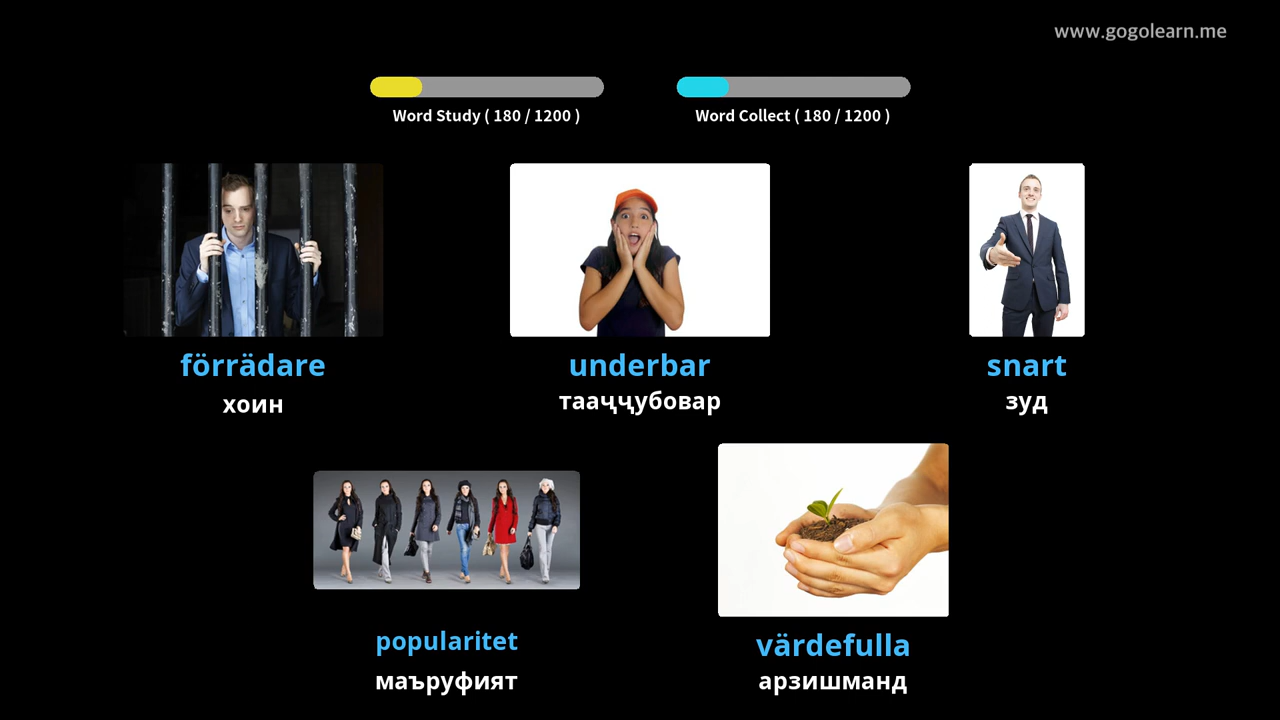 www.gogolearn.me
Word Study ( 180 / 1200 )
Word Collect ( 180 / 1200 )
förrädare
underbar
snart
хоин
тааҷҷубовар
зуд
popularitet
värdefulla
маъруфият
арзишманд